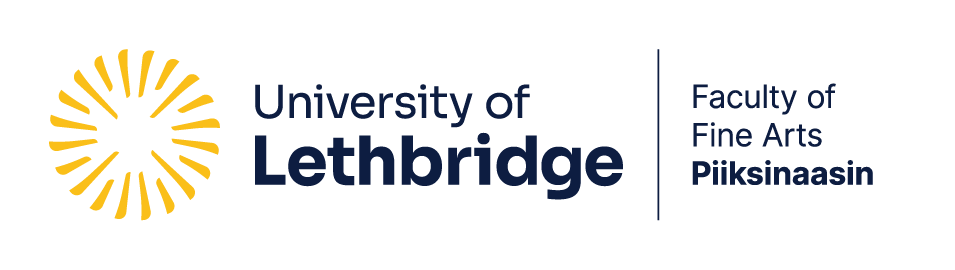 University of
Lethbridge
Faculty of
Fine Arts
Piiksinaasin